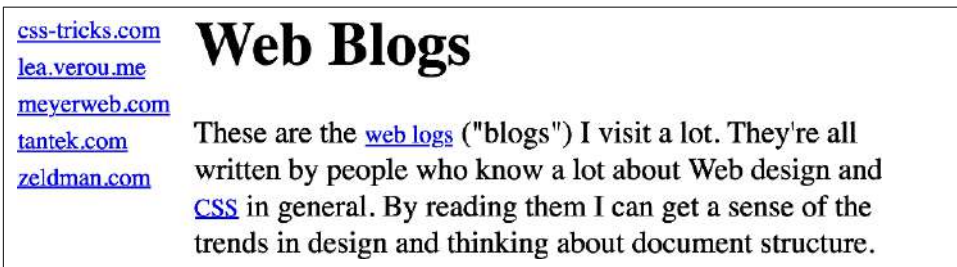 css-tricks.com
lea.verou.me
meyerweb.com
tantek.com
zeldman.com
Web Blogs
These are the web logs ("blogs") I visit a lot. They're all
written by people who know a lot about Web design and
CSS in general. By reading them I can get a sense of the
trends in design and thinking about document structure.